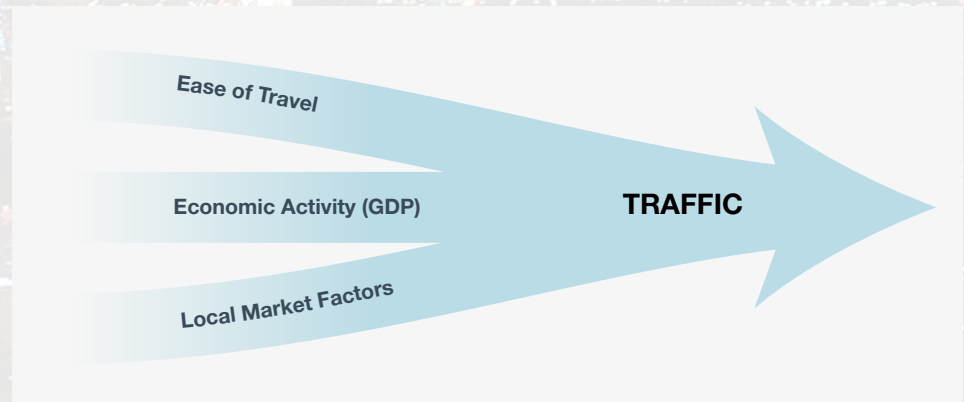 Ease of Travel
Economic Activity (GDP)
TRAFFIC
Local Market Factors